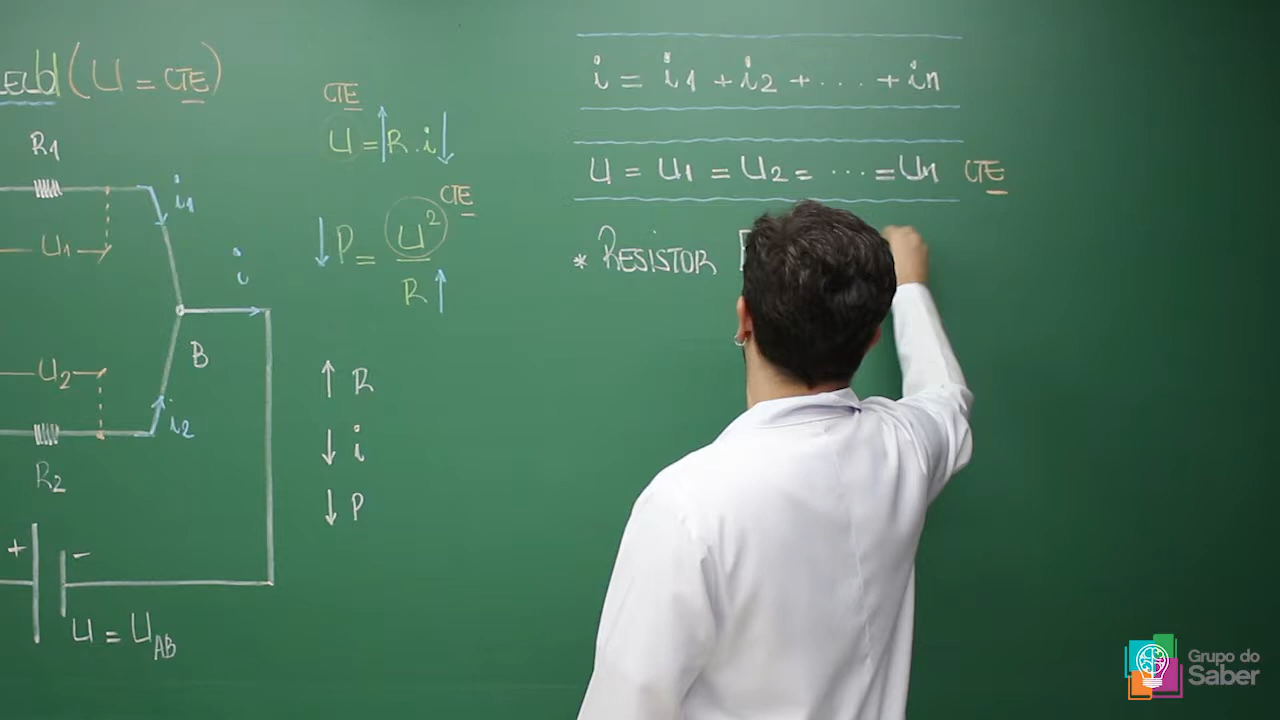 (U = CTE)
R1
i1
U1
i
U2
B
i2
R2
+ -
U = UAB
CTE
U = R.i
CTE
P = U²
R
R
i
P
i = i1 + i2 + .... + in
U = U1 = U2 = ... = Un CTE
* RESISTOR
Grupo do
Saber